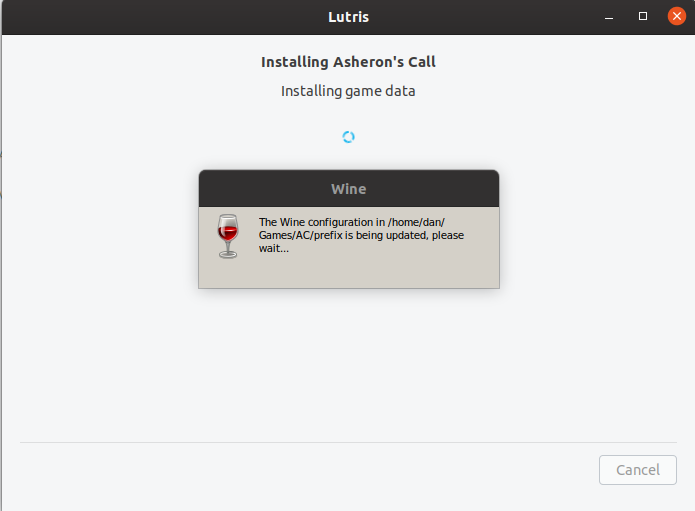 Lutris
Installing Asheron's Call
Installing game data
Wine
The Wine configuration in /home/dan/
Games/AC/prefix is being updated, please
wait...
Cancel